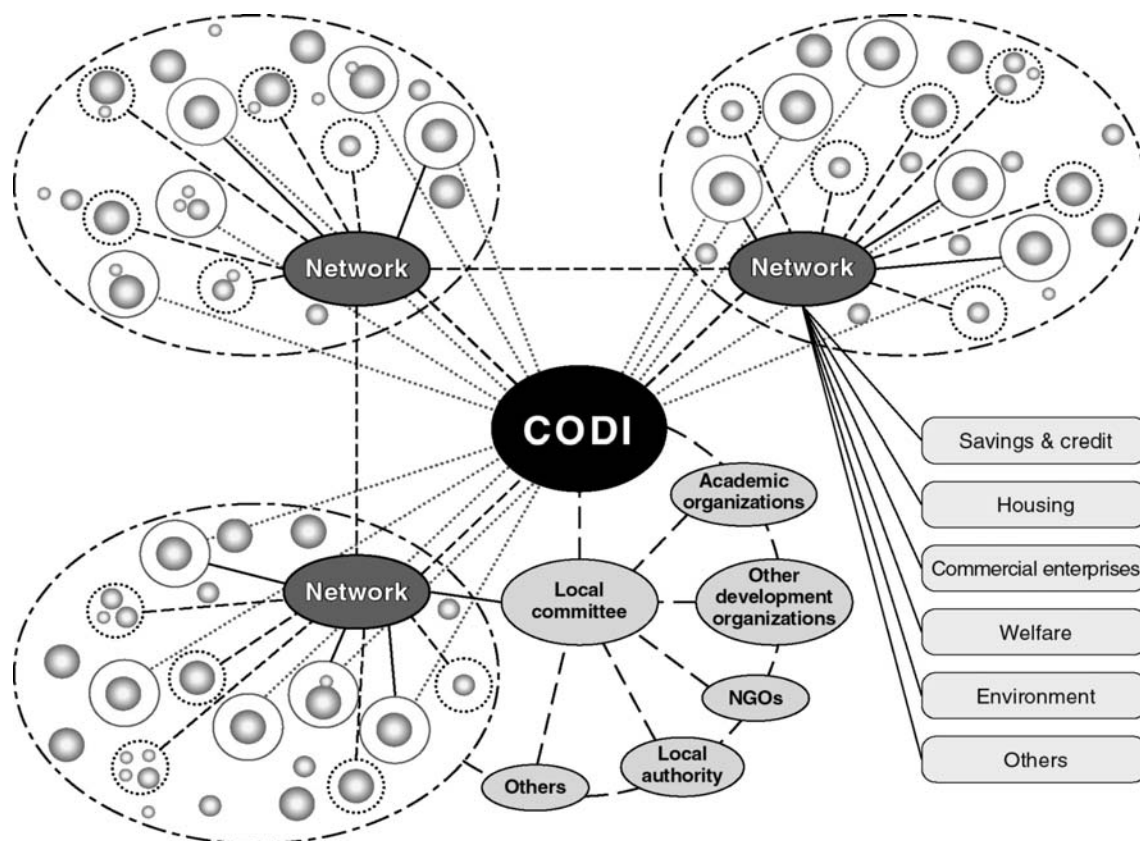 Network
Network
CODI
Savings & credit
Academic
organizations
Housing
Commercial enterprises
Network
Local
committee
Other
development
organizations
Welfare
NGOs
Environment
Local
authority
Others
Others